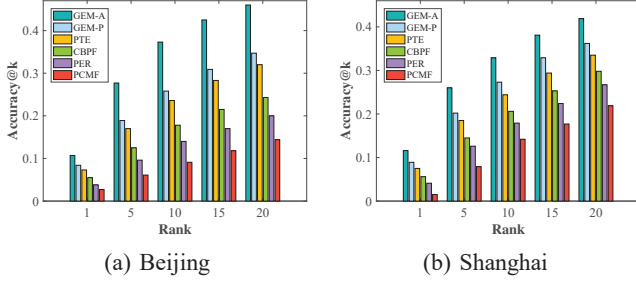 GEM-A
GEM-P
PTE
CBPF
PER
PCMF
Accuracy@k
0.4
0.3
0.2
0.1
0
1 5 10 15 20
Rank
(a) Beijing
GEM-A
GEM-P
PTE
CBPF
PER
PCMF
Accuracy@k
0.4
0.3
0.2
0.1
0
1 5 10 15 20
Rank
(b) Shanghai